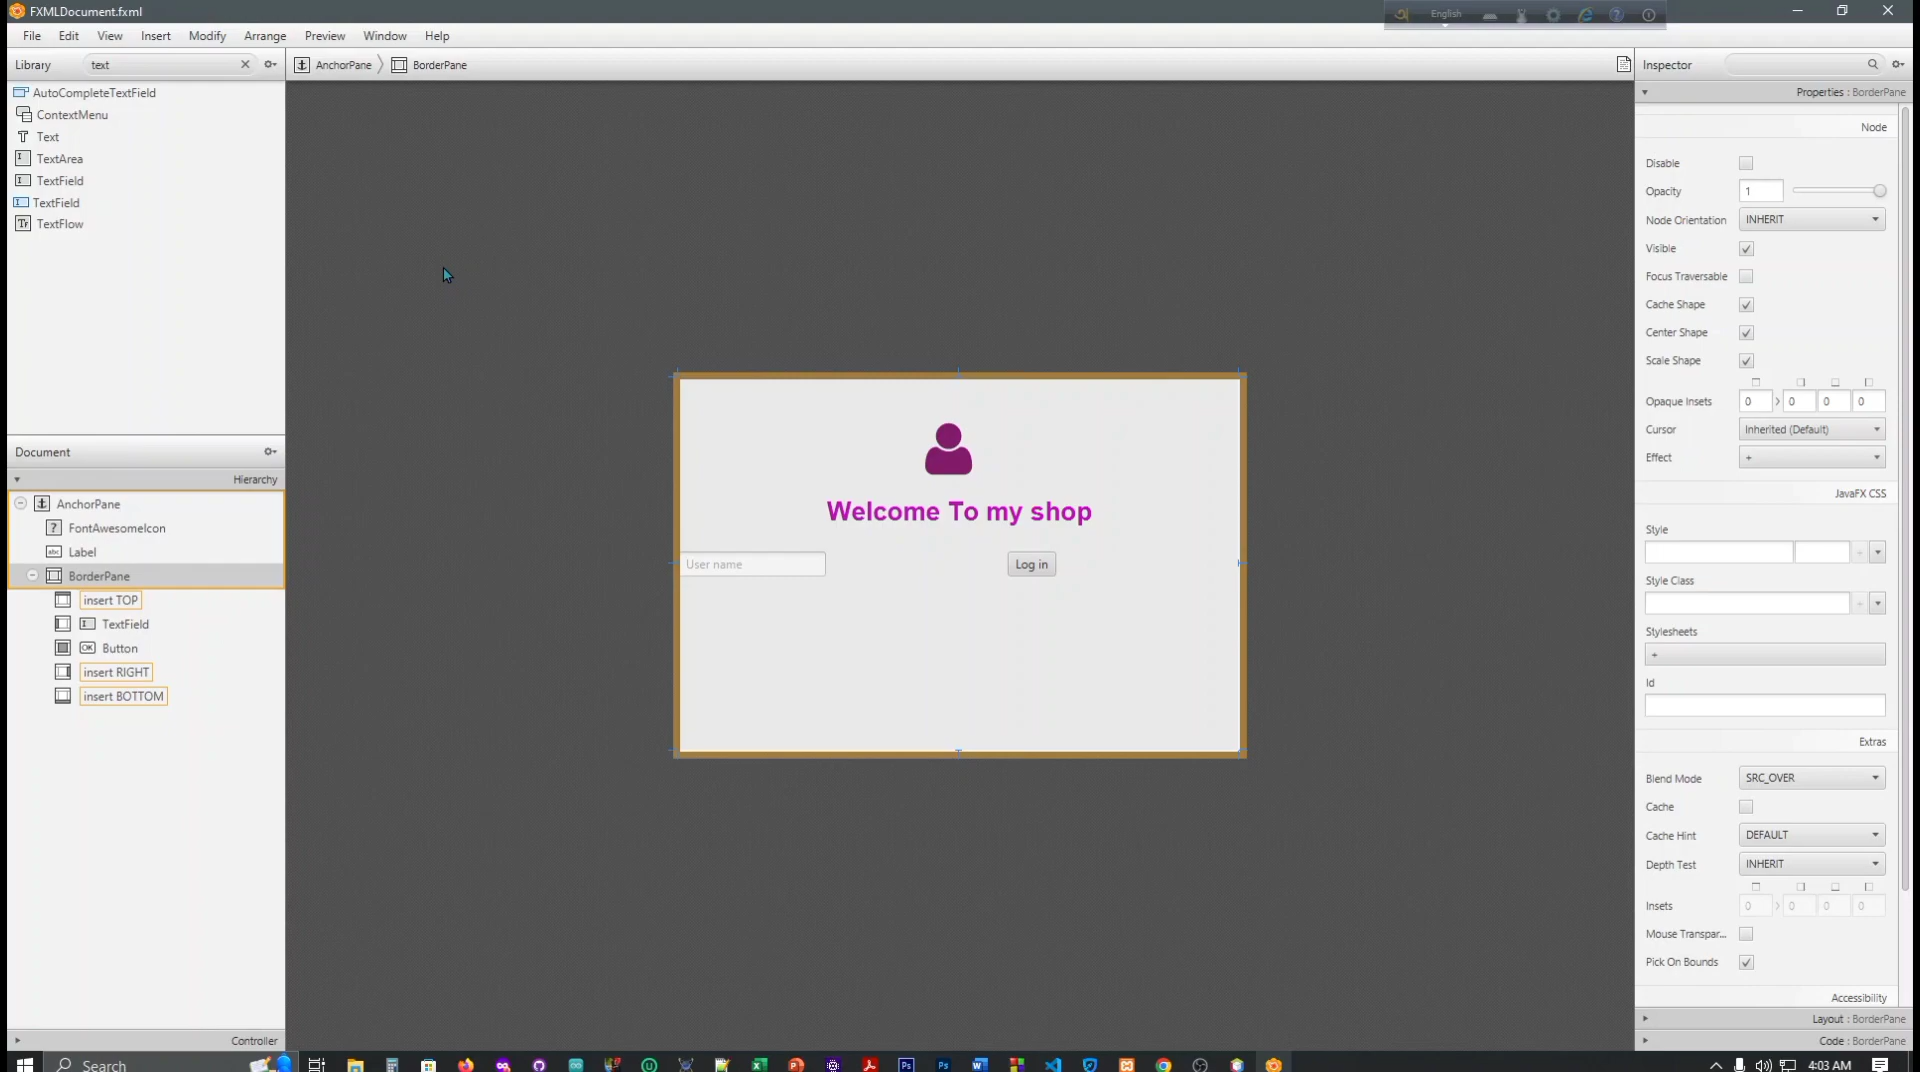 FXMLDocument.fxml
English
File Edit View Insert Modify Arrange Preview Window Help
Library text
AnchorPane BorderPane
Inspector
AutoCompleteTextField
ContextMenu
Text
TextArea
TextField
TextField
TextFlow
Document
Hierarchy
AnchorPane
FontAwesomeIcon
Label
BorderPane
insert TOP
TextField
Button
insert RIGHT
insert BOTTOM
Controller
Welcome To my shop
User name
Log in
Properties : BorderPane
Node
Disable
Opacity 1
Node Orientation INHERIT
Visible
Focus Traversable
Cache Shape
Center Shape
Scale Shape
Opaque Insets 0 0 0 0
Cursor Inherited (Default)
Effect +
JavaFX CSS
Style
Style Class
Stylesheets
+
Id
Extras
Blend Mode SRC_OVER
Cache
Cache Hint DEFAULT
Depth Test INHERIT
Insets 0 0 0 0
Mouse Transpar...
Pick On Bounds
Accessibility
Layout : BorderPane
Code : BorderPane
Search
4:03 AM